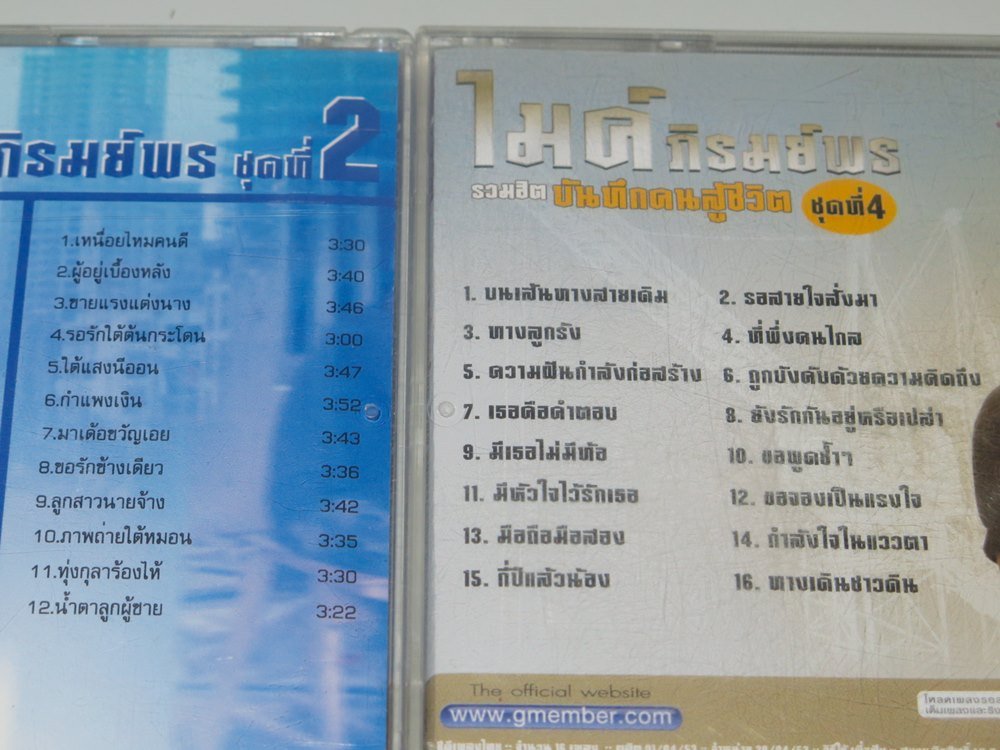 ภิรมย์พร ชุดที่ 2
1.เหนื่อยไหมคนดี 3:30
2.ผู้อยู่เบื้องหลัง 3:40
3.ชายแรงแต่งนาง 3:46
4.รอรักใต้ต้นกระโดน 3:00
5.ใต้แสงนีออน 3:47
6.กำแพงเงิน 3:52
7.มาเด้อขวัญเอย 3:43
8.ขอรักข้างเดียว 3:36
9.ลูกสาวนายจ้าง 3:42
10.ภาพถ่ายใต้หมอน 3:35
11.ทุ่งกุลาร้องไห้ 3:30
12.น้ำตาลูกผู้ชาย 3:22
ไมค์ ภิรมย์พร
รวมฮิต บันทึกคนสู้ชีวิต ชุดที่ 4
1. บนเส้นทางสายเดิม 2. รอสายใจสั่งมา
3. ทางลูกรัง 4. ที่พึ่งคนไกล
5. ความฝันกำลังก่อสร้าง 6. ถูกบังคับด้วยความคิดถึง
7. เธอคือคำตอบ 8. ยังรักกันอยู่หรือเปล่า
9. มีเธอไม่มีท้อ 10. ขอพูดช้ำๆ
11. มีหัวใจไว้รักเธอ 12. ขอจองเป็นแรงใจ
13. มือถือมือสอง 14. กำลังใจในแววตา
15. กี่ปีแล้วน้อง 16. ทางเดินชาวดิน
The official website
www.gmember.com